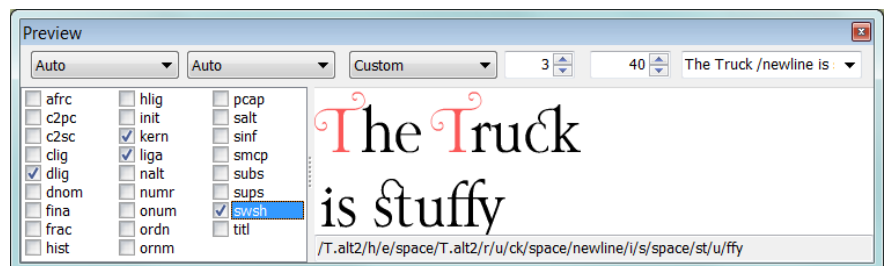 Preview
Auto Auto Custom 3 40 The Truck /newline is
afrc hlig pcap
c2pc init salt
c2sc kern sinf
clig liga smcp
dlig nalt subs
dnom numr sups
fina onum swsh
frac ordn titl
hist ornm
The Truck
is stuffy
/T.alt2/h/e/space/T.alt2/r/u/ck/space/newline/i/s/space/st/u/ffy